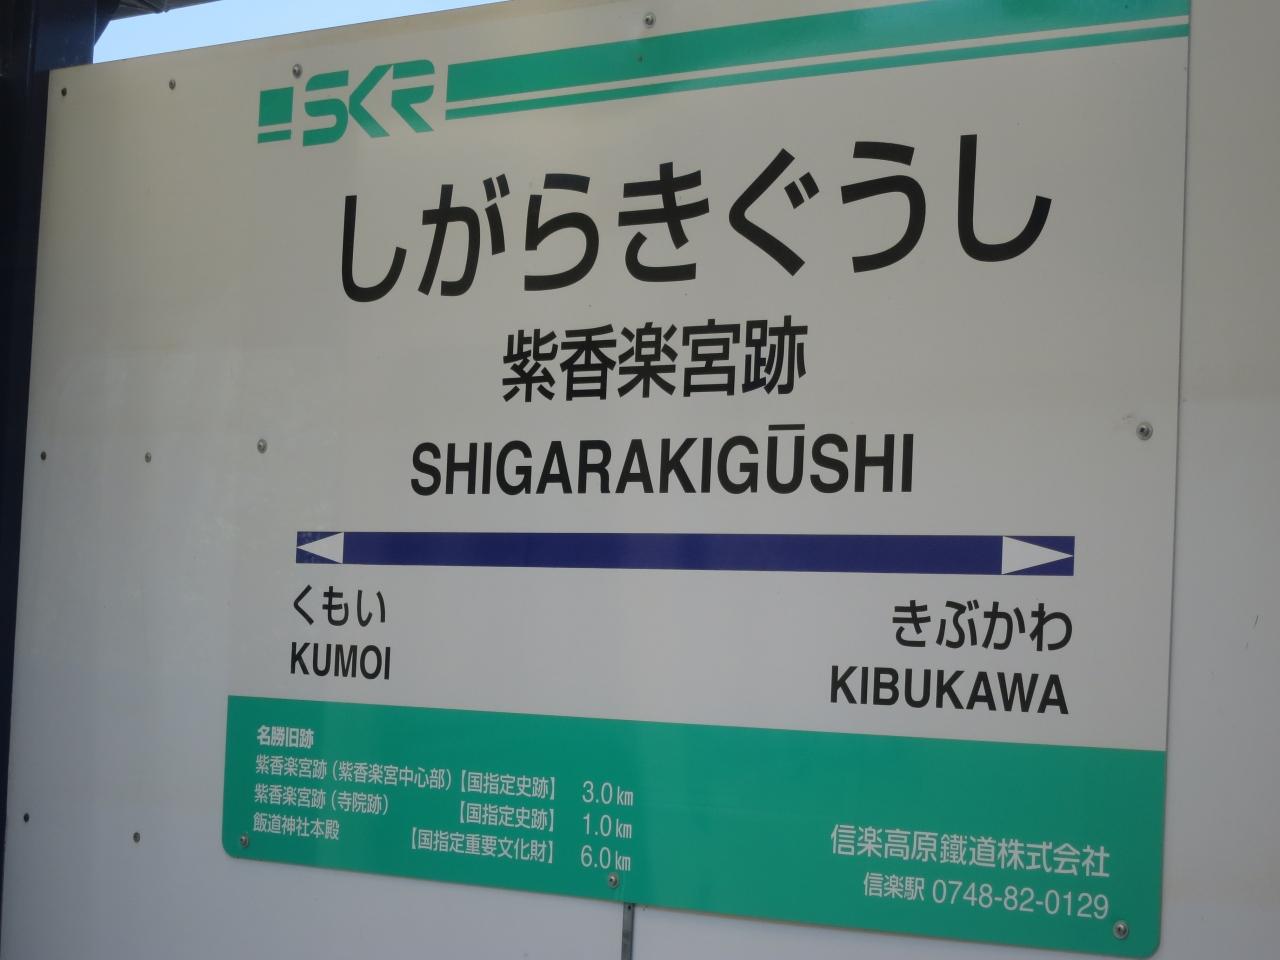 SKR
しがらきぐうし
紫香楽宮跡
SHIGARAKIGŪSHI
くもい
きぶかわ
KUMOI
KIBUKAWA
名勝旧跡
紫香楽宮跡（紫香楽宮中心部）【国指定史跡】 3.0㎞
紫香楽宮跡（寺院跡）【国指定史跡】 1.0㎞
飯道神社本殿【国指定重要文化財】 6.0㎞
信楽高原鐵道株式会社
信楽駅 0748-82-0129